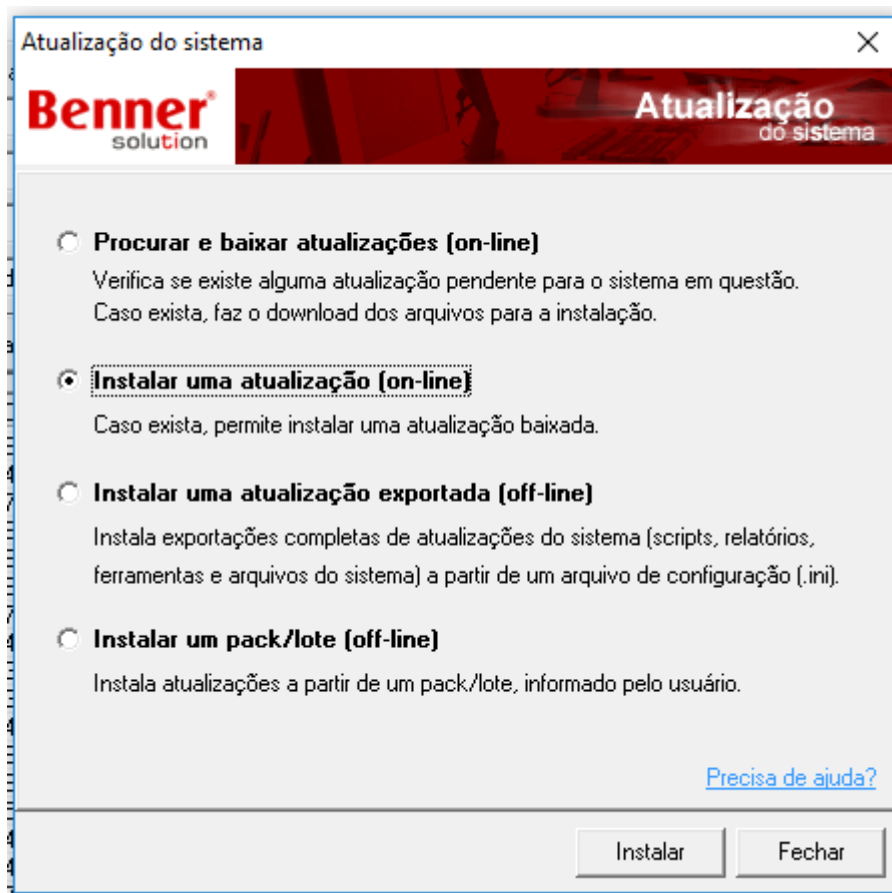 Atualização do sistema
Benner®
solution
Atualização
do sistema
Procurar e baixar atualizações (on-line)
Verifica se existe alguma atualização pendente para o sistema em questão.
Caso exista, faz o download dos arquivos para a instalação.
Instalar uma atualização (on-line)
Caso exista, permite instalar uma atualização baixada.
Instalar uma atualização exportada (off-line)
Instala exportações completas de atualizações do sistema (scripts, relatórios,
ferramentas e arquivos do sistema) a partir de um arquivo de configuração (.ini).
Instalar um pack/lote (off-line)
Instala atualizações a partir de um pack/lote, informado pelo usuário.
Precisa de ajuda?
Instalar
Fechar